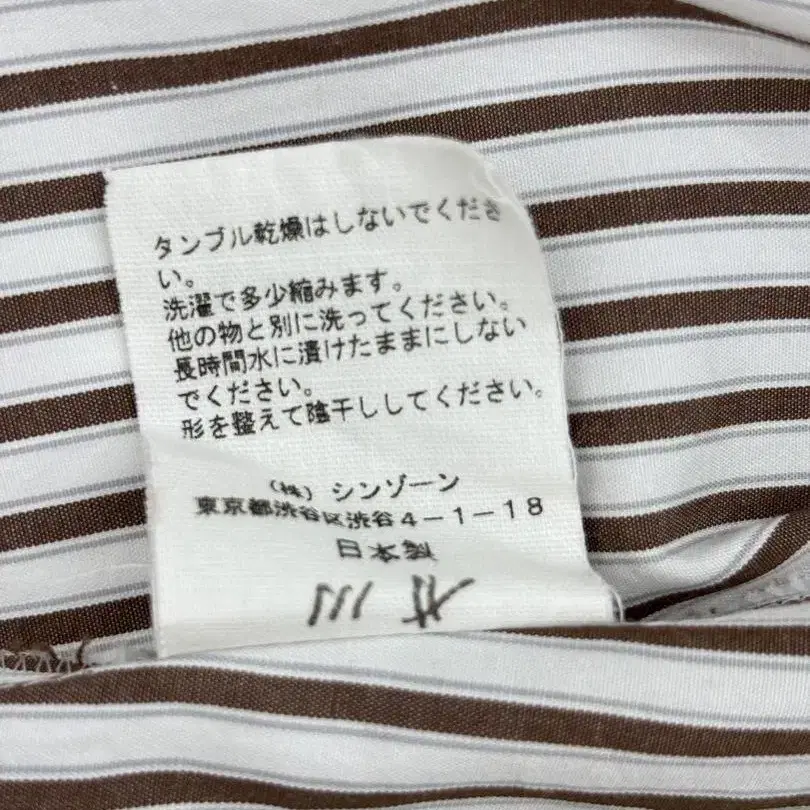 タンブル乾燥はしないでくださ
い。
洗濯で多少縮みます。
他の物と別に洗ってください。
長時間水に漬けたままにしない
でください。
形を整えて陰干ししてください。
(株) シンゾーン
東京都渋谷区渋谷4-1-18
日本製